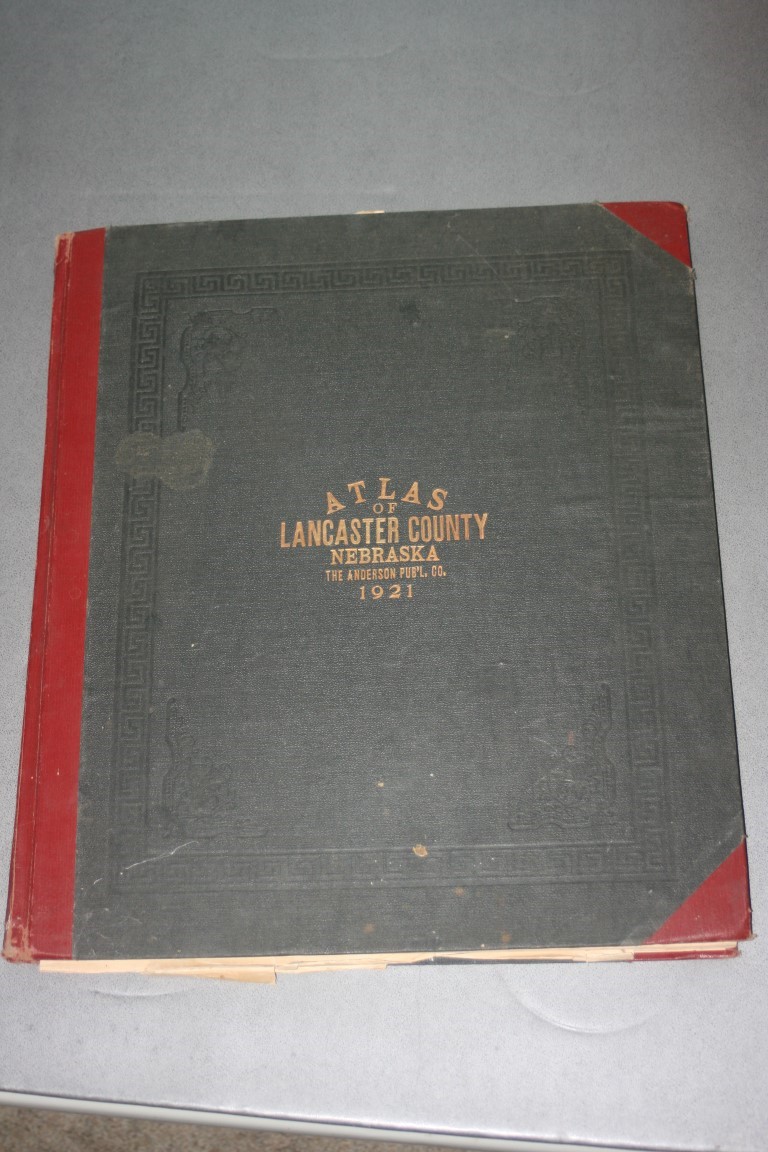 ATLAS
OF
LANCASTER COUNTY
NEBRASKA
THE ANDERSON PUB'L. CO.
1921